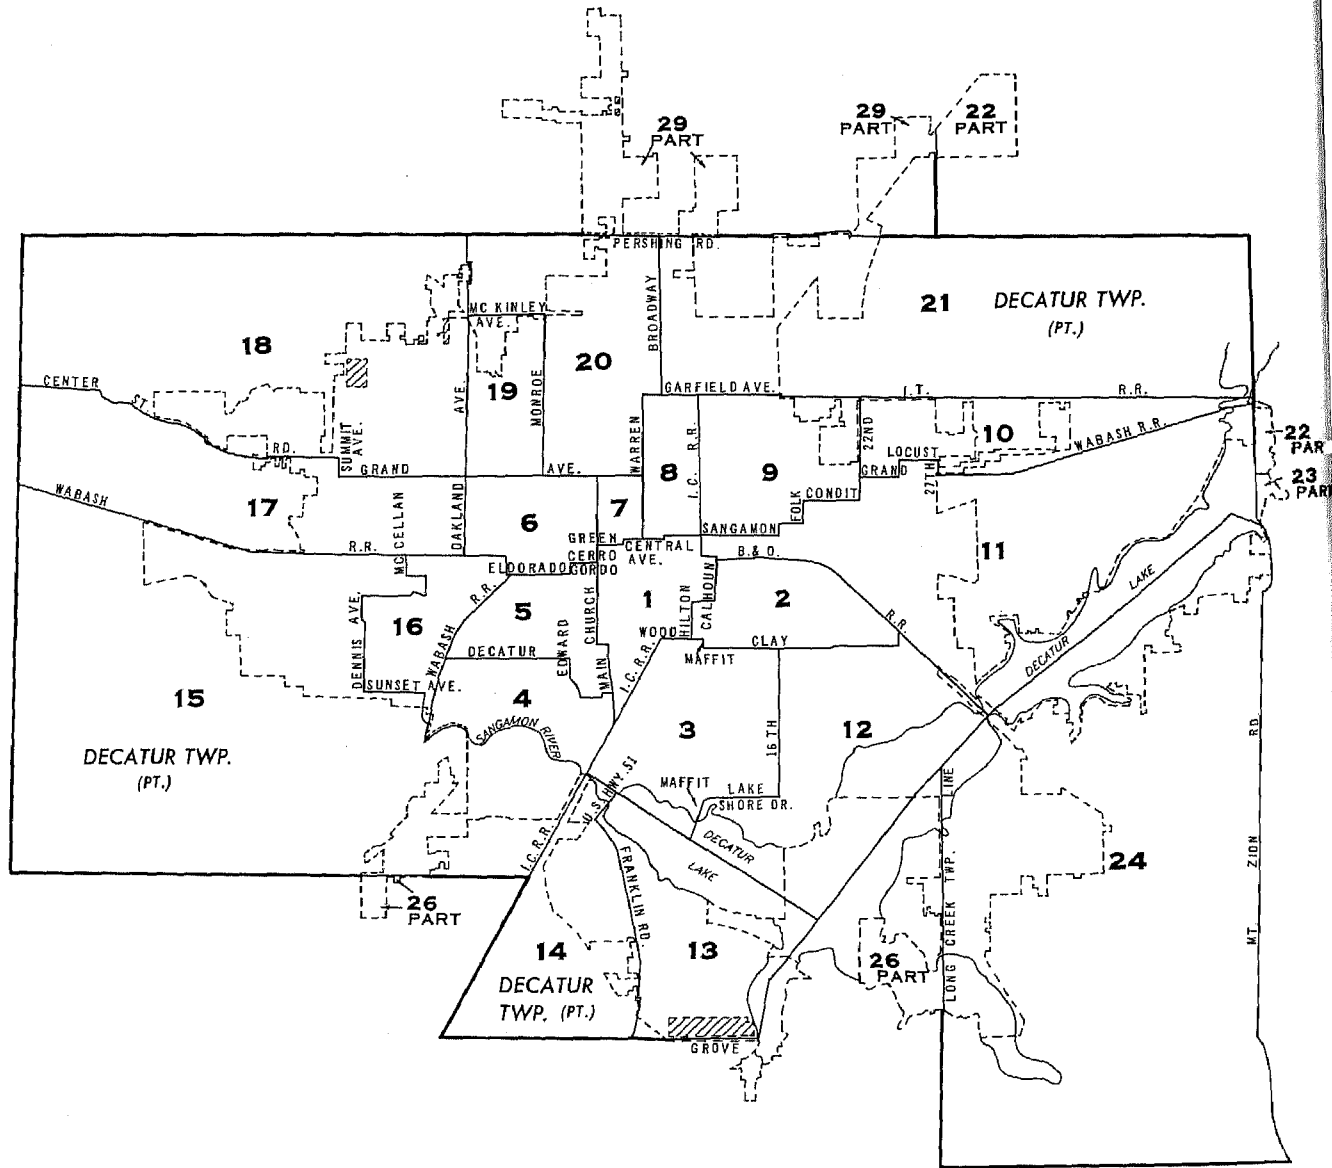 29
PART
29
PART
22
PART
PERSHING RD.
21
DECATUR TWP.
(PT.)
MC KINLEY
AVE.
BROADWAY
18
20
19
CENTER
ST.
RD.
SUMMIT
AVE.
AVE.
OAKLAND
MONROE
GARFIELD AVE.
I.T.
R.R.
WARREN
I.C. R.R.
22ND
10
WABASH R.R.
LOCUST
GRAND
AVE.
GRAND
27TH
22
PAR
23
PART
8
9
FOLK
CONDIT
WABASH
17
R.R.
MC CELLAN
6
7
GREEN
SANGAMON
CENTRAL
AVE.
CERRO
GORDO
ELDORADO
B. & O.
R.R.
11
LAKE
DECATUR
DENNIS AVE.
16
WABASH
R.R.
5
CHURCH
EDWARD
1
HILTON
CALHOUN
2
WOOD
CLAY
MAFFIT
DECATUR
MAIN
I.C. R.R.
SUNSET AVE.
15
4
SANGAMON RIVER
3
16 TH
12
DECATUR TWP.
(PT.)
MAFFIT
LAKE
SHORE DR.
U.S. HWY. 51
I.C. R.R.
DECATUR
LAKE
FRANKLIN RD.
LONG CREEK TWP. LINE
MT. ZION RD
24
26
PART
14
DECATUR
TWP. (PT.)
13
26
PART
GROVE